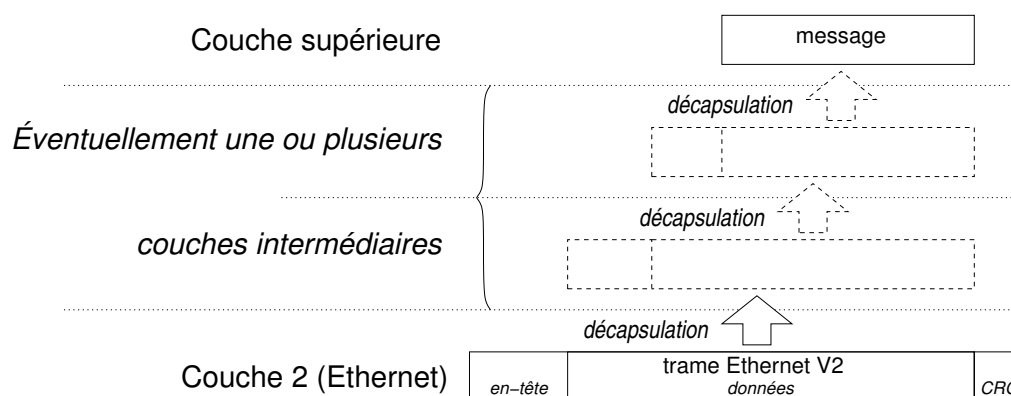 Couche supérieure
message
décapsulation
Éventuellement une ou plusieurs
décapsulation
couches intermédiaires
décapsulation
Couche 2 (Ethernet)
trame Ethernet V2
en-tête
données
CRC